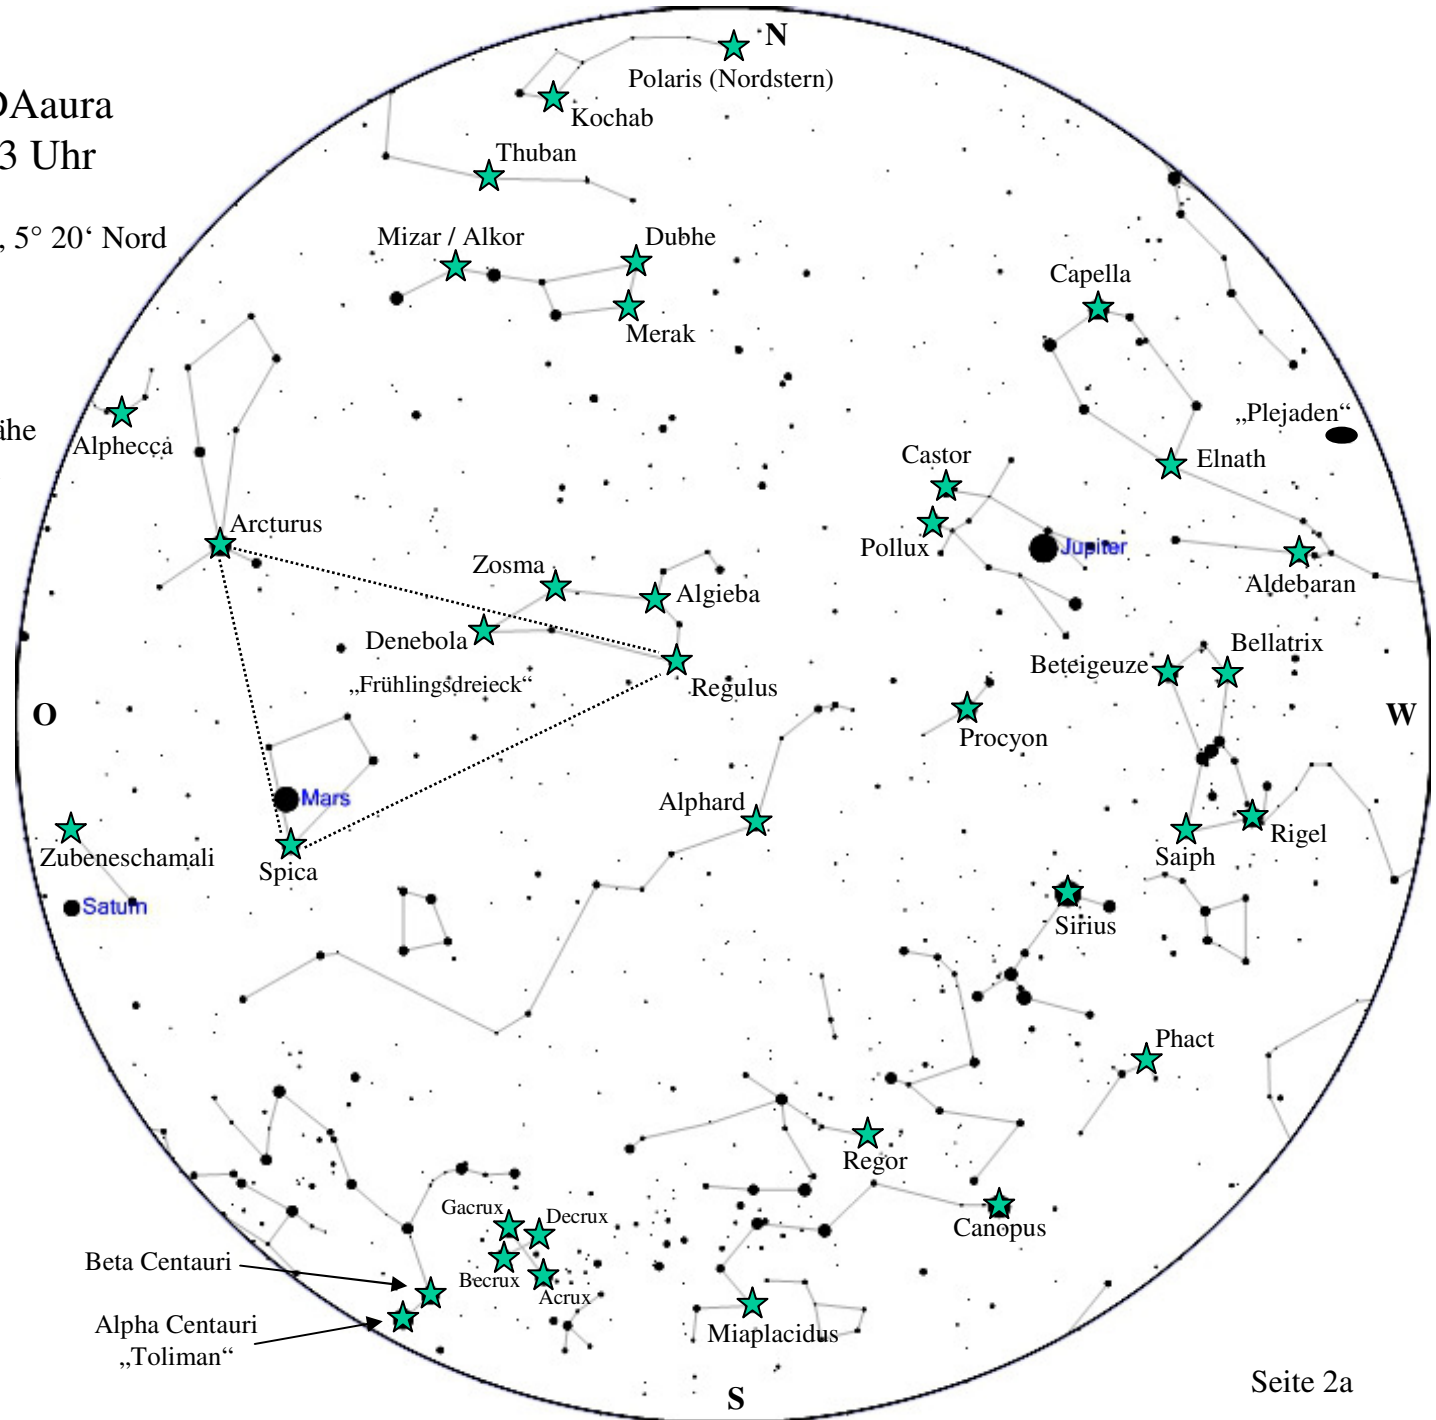 N
Polaris (Nordstern)
Kochab
DAaura
3 Uhr
Thuban
, 5° 20‘ Nord
Mizar / Alkor
Dubhe
Capella
Merak
„Plejaden“
ähe
Alphecca
Castor
Elnath
Arcturus
Pollux
Jupiter
Zosma
Aldebaran
Algieba
Denebola
Bellatrix
Beteigeuze
„Frühlingsdreieck“
Regulus
O
W
Procyon
Mars
Alphard
Rigel
Zubeneschamali
Saiph
Spica
Saturn
Sirius
Phact
Regor
Gacrux
Decrux
Canopus
Beta Centauri
Becrux
Acrux
Alpha Centauri
„Toliman“
Miaplacidus
Seite 2a
S